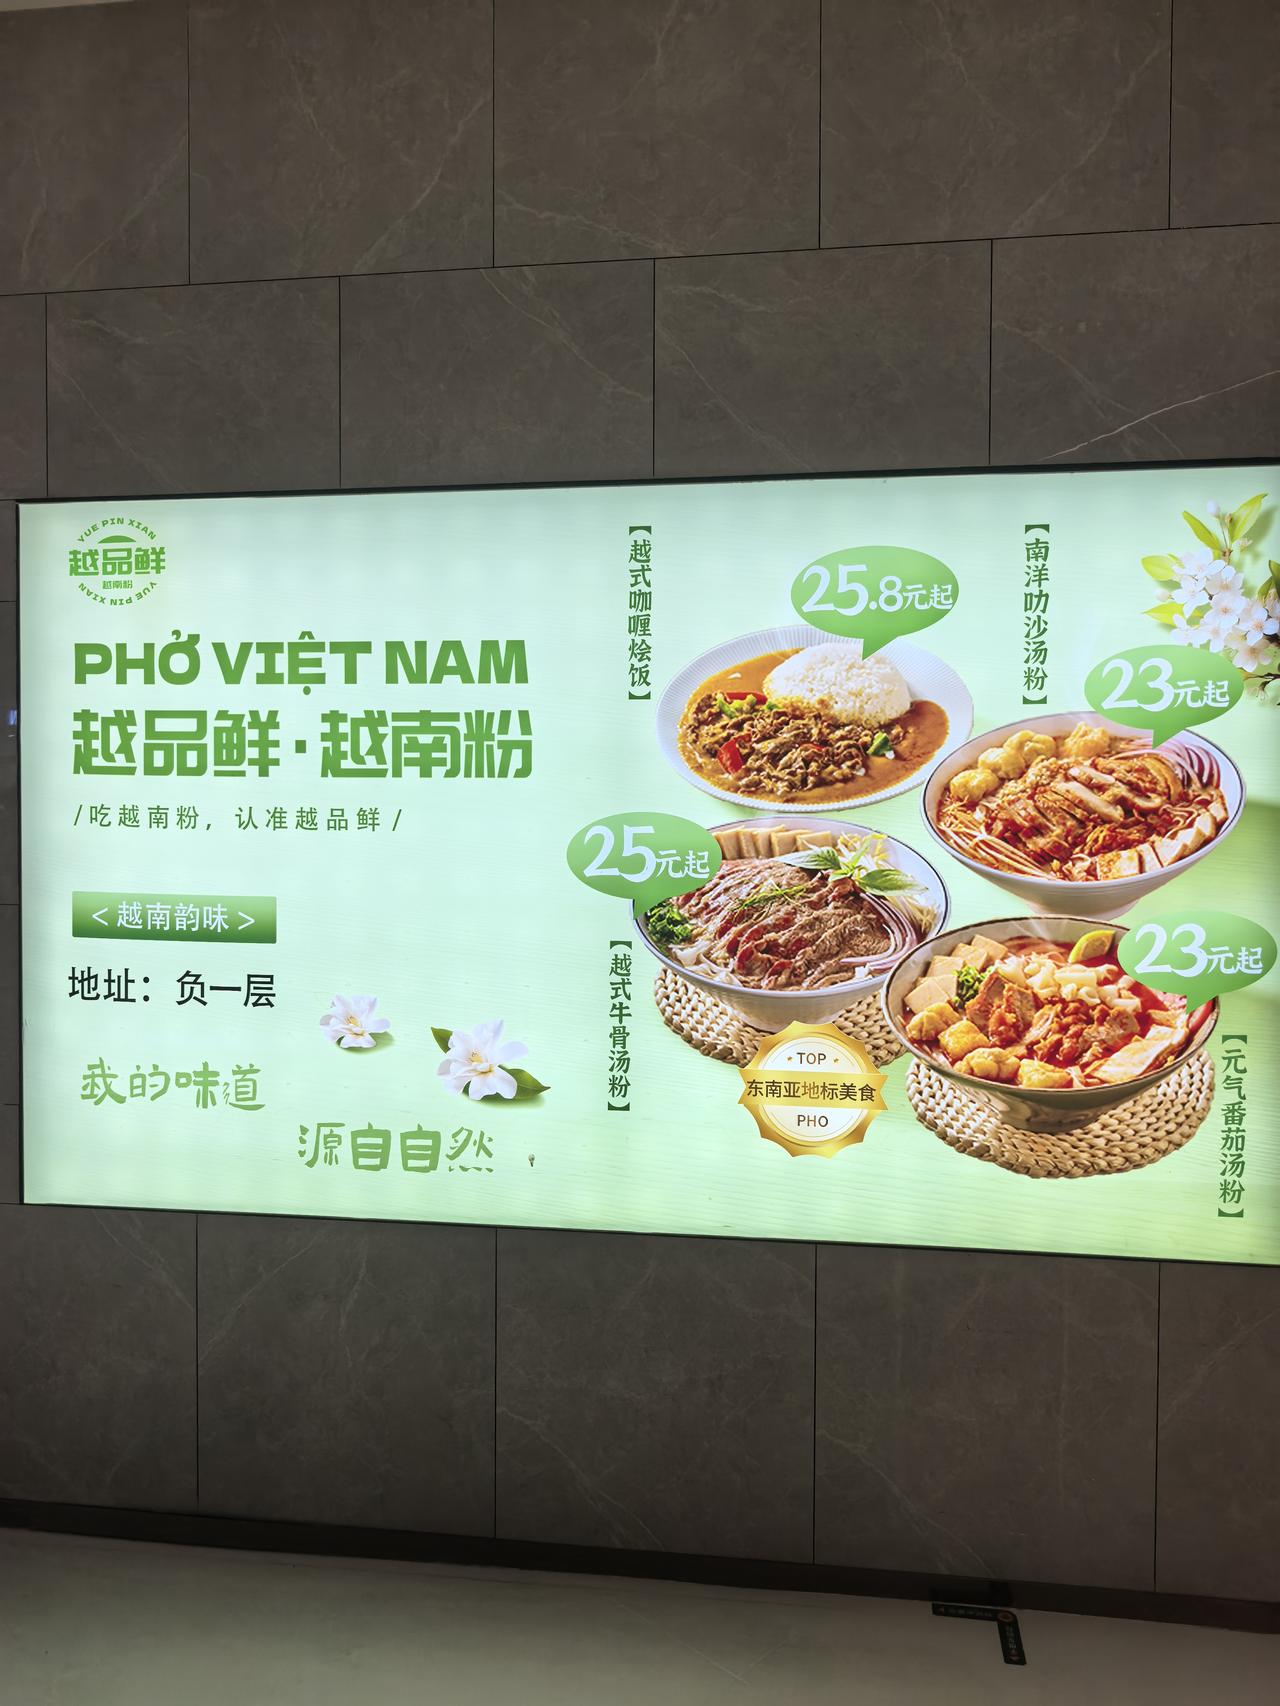 YUE PIN XIAN
越品鲜
越南粉
YUE PIN XIAN
PHỞ VIỆT NAM
越品鲜·越南粉
/吃越南粉，认准越品鲜/
<越南韵味>
地址：负一层
我的味道
源自自然
【越式咖喱烩饭】
25.8元起
【南洋叻沙汤粉】
23元起
25元起
【越式牛骨汤粉】
23元起
【元气番茄汤粉】
TOP
东南亚地标美食
PHO